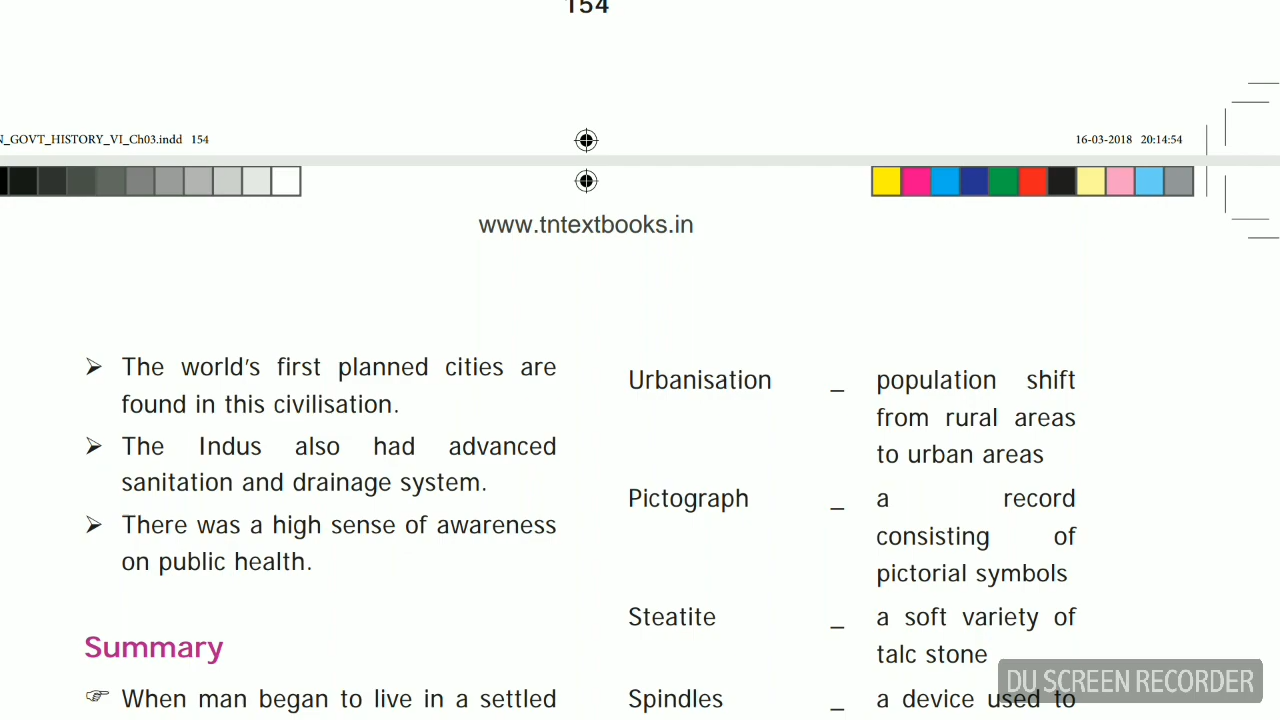 154
N_GOVT_HISTORY_VI_Ch03.indd 154
16-03-2018 20:14:54
www.tntextbooks.in
➢ The world's first planned cities are
found in this civilisation.
➢ The Indus also had advanced
sanitation and drainage system.
➢ There was a high sense of awareness
on public health.
Summary
☞ When man began to live in a settled
Urbanisation _ population shift
from rural areas
to urban areas
Pictograph _ a record
consisting of
pictorial symbols
Steatite _ a soft variety of
talc stone
Spindles _ a device used to
DU SCREEN RECORDER